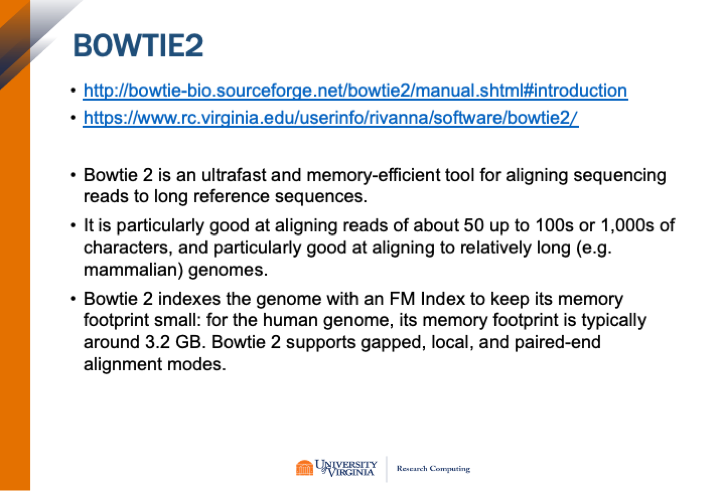 BOWTIE2
• http://bowtie-bio.sourceforge.net/bowtie2/manual.shtml#introduction
• https://www.rc.virginia.edu/userinfo/rivanna/software/bowtie2/
• Bowtie 2 is an ultrafast and memory-efficient tool for aligning sequencing
reads to long reference sequences.
• It is particularly good at aligning reads of about 50 up to 100s or 1,000s of
characters, and particularly good at aligning to relatively long (e.g.
mammalian) genomes.
• Bowtie 2 indexes the genome with an FM Index to keep its memory
footprint small: for the human genome, its memory footprint is typically
around 3.2 GB. Bowtie 2 supports gapped, local, and paired-end
alignment modes.
UNIVERSITY
of VIRGINIA
Research Computing